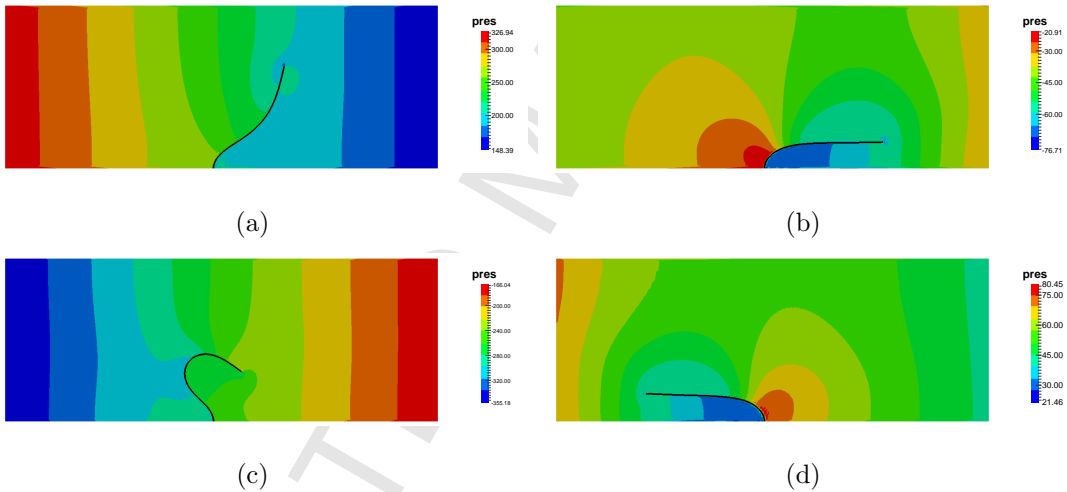 pres
326.94
300.00
250.00
200.00
148.39
(a)
pres
-20.91
-30.00
-45.00
-60.00
-76.71
(b)
pres
-166.04
-200.00
-240.00
-280.00
-320.00
-355.18
(c)
pres
80.45
75.00
60.00
45.00
30.00
21.46
(d)